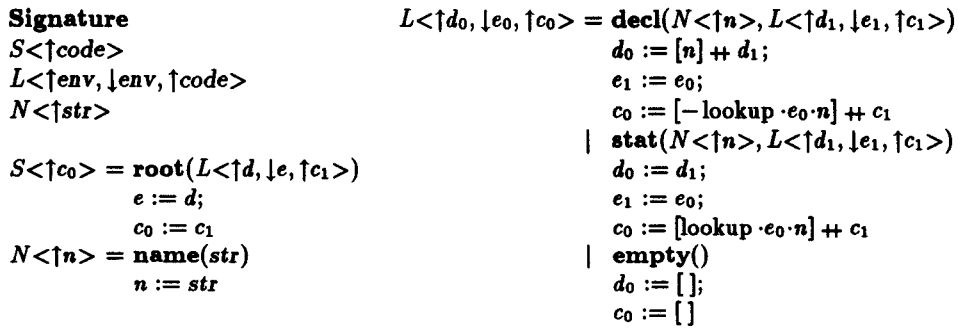 Signature
S<↑code>
L<↑env, ↓env, ↑code>
N<↑str>
S<↑c₀> = root(L<↑d, ↓e, ↑c₁>)
e := d;
c₀ := c₁
N<↑n> = name(str)
n := str
L<↑d₀, ↓e₀, ↑c₀> = decl(N<↑n>, L<↑d₁, ↓e₁, ↑c₁>)
d₀ := [n] ⧺ d₁;
e₁ := e₀;
c₀ := [−lookup ·e₀·n] ⧺ c₁
| stat(N<↑n>, L<↑d₁, ↓e₁, ↑c₁>)
d₀ := d₁;
e₁ := e₀;
c₀ := [lookup ·e₀·n] ⧺ c₁
| empty()
d₀ := [ ];
c₀ := [ ]